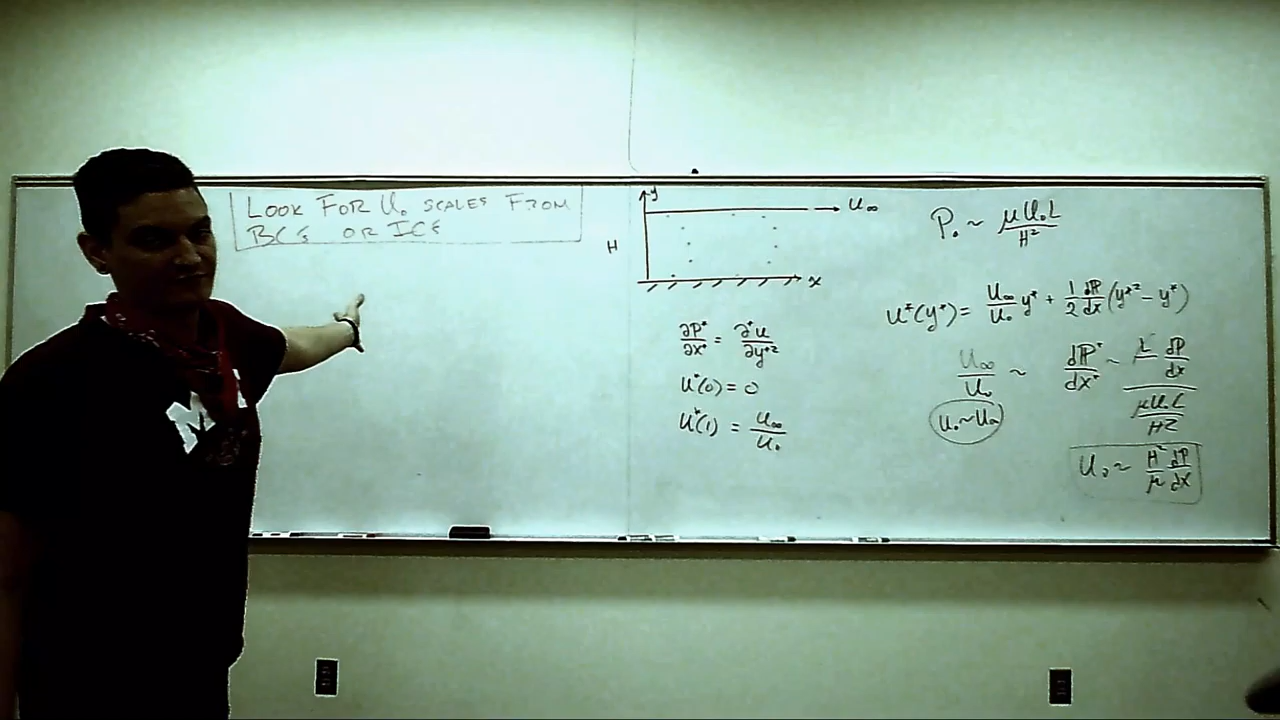 LOOK FOR U₀ SCALES FROM
BCS OR ICS
y
U∞
H
x
∂P*/∂x* = ∂²u/∂y*²
u*(0) = 0
u*(1) = U∞/U₀
P₀ ~ μU₀L/H²
u*(y*) = U∞/U₀ y* + 1/2 dP/dx (y*² - y*)
U∞/U₀ ~ dP*/dx* ~ L dP/dx / μU₀L/H²
U₀ ~ U∞
U₀ ~ H²/μ dP/dx
M